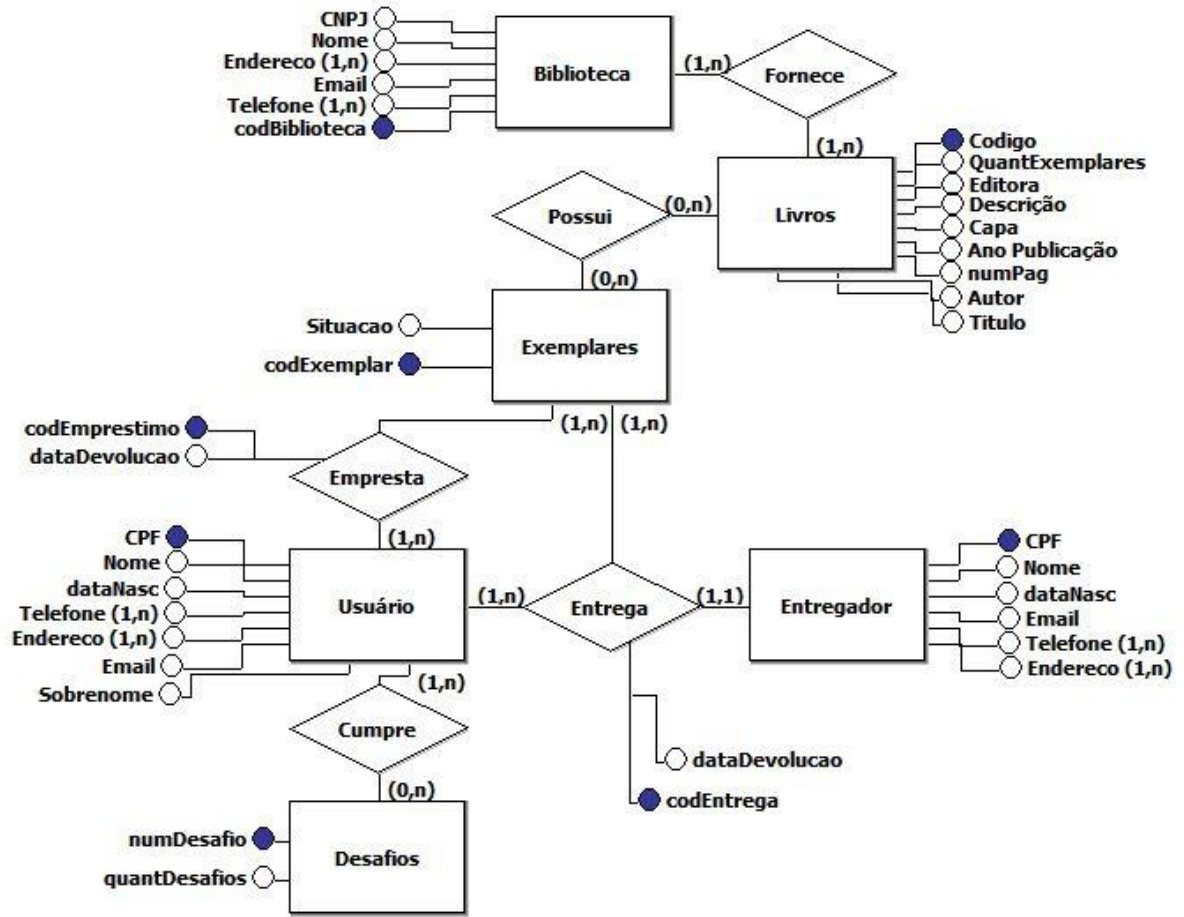 CNPJ
Nome
Endereco (1,n)
Email
Telefone (1,n)
codBiblioteca
Biblioteca
(1,n)
Fornece
(1,n)
Codigo
QuantExemplares
Editora
Descrição
Capa
Ano Publicação
numPag
Autor
Titulo
Livros
(0,n)
Possui
(0,n)
Situacao
codExemplar
Exemplares
(1,n)
(1,n)
codEmprestimo
dataDevolucao
Empresta
(1,n)
CPF
Nome
dataNasc
Telefone (1,n)
Endereco (1,n)
Email
Sobrenome
Usuário
(1,n)
Entrega
(1,1)
Entregador
CPF
Nome
dataNasc
Email
Telefone (1,n)
Endereco (1,n)
(1,n)
Cumpre
(0,n)
dataDevolucao
codEntrega
numDesafio
quantDesafios
Desafios